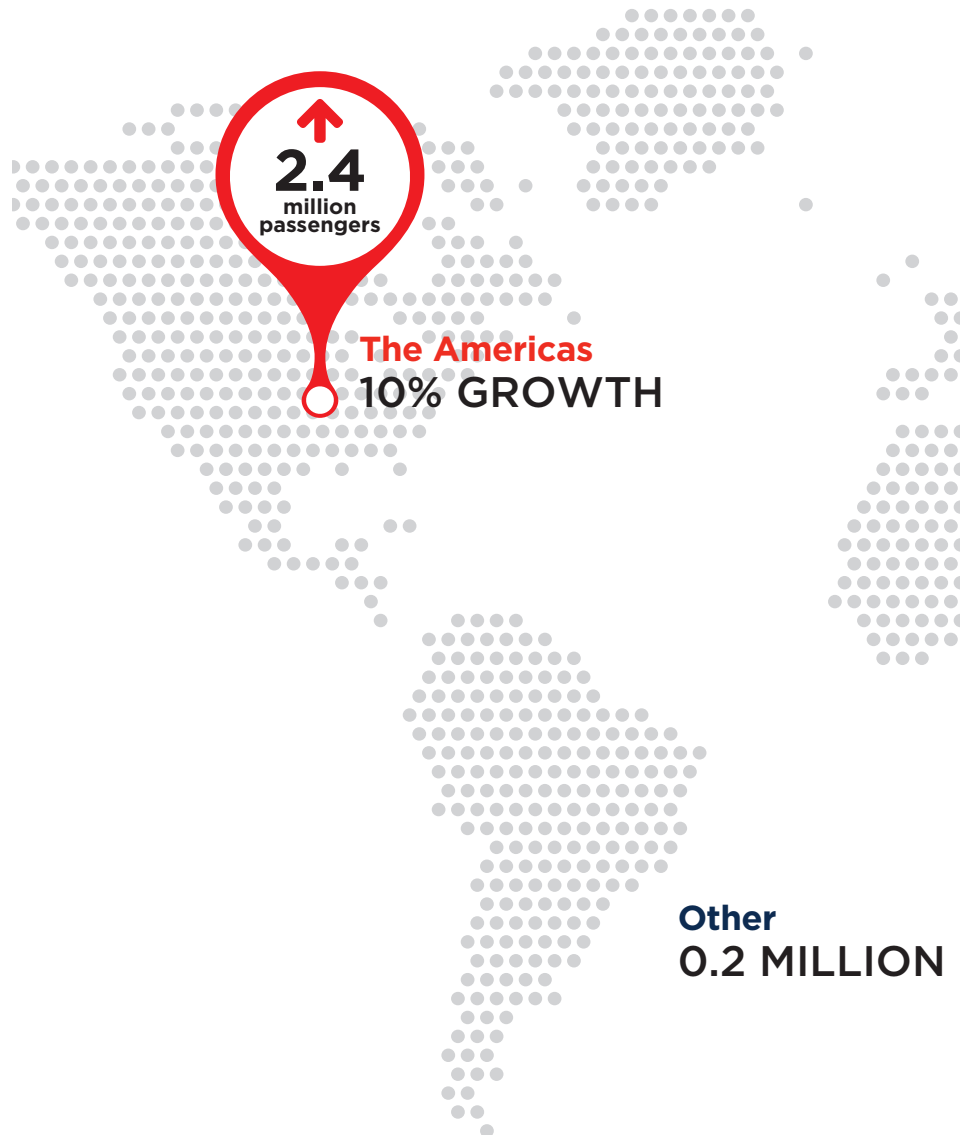 2.4
million
passengers
The Americas
10% GROWTH
Other
0.2 MILLION